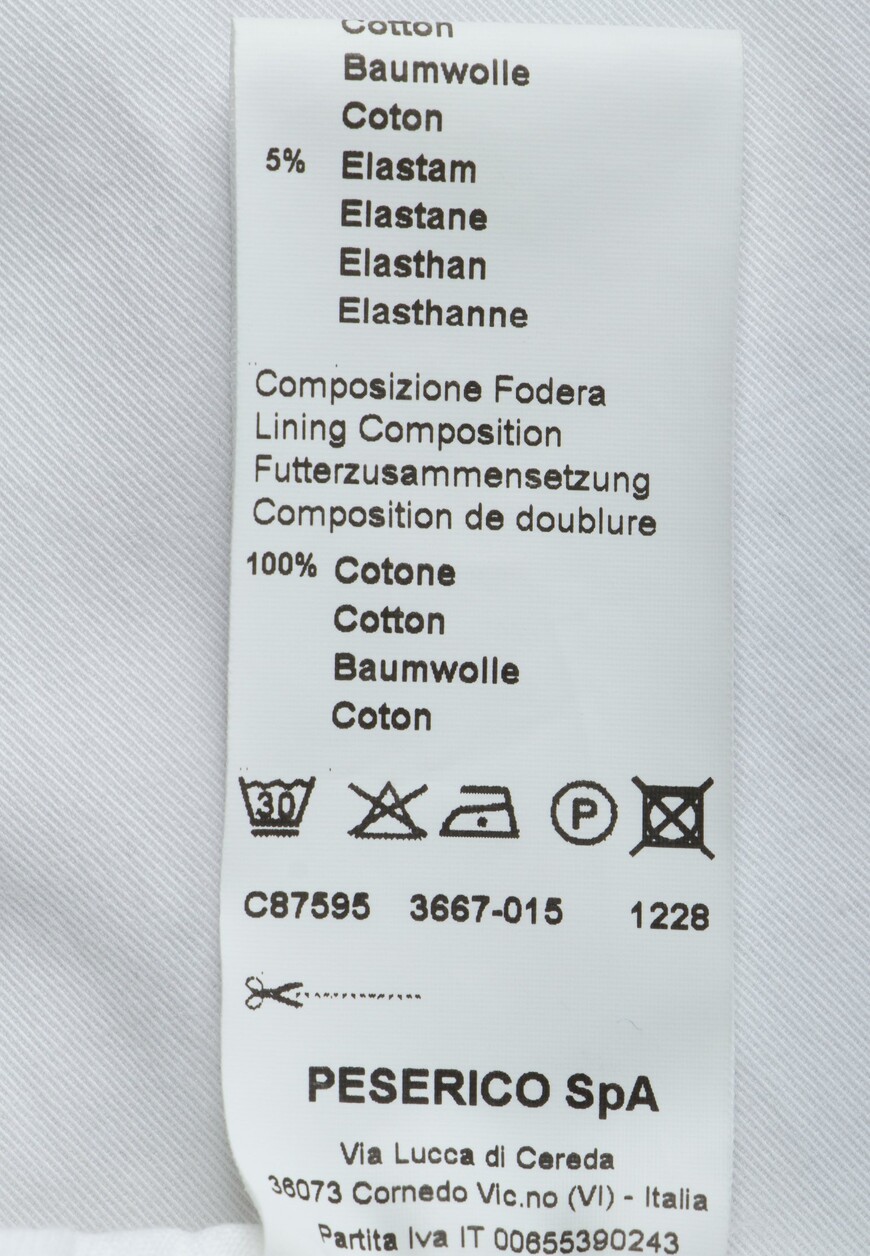 Cotton
Baumwolle
Coton
5% Elastam
Elastane
Elasthan
Elasthanne
Composizione Fodera
Lining Composition
Futterzusammensetzung
Composition de doublure
100% Cotone
Cotton
Baumwolle
Coton
30 P
C87595 3667-015 1228
PESERICO SpA
Via Lucca di Cereda
36073 Cornedo Vic.no (VI) - Italia
Partita Iva IT 00655390243